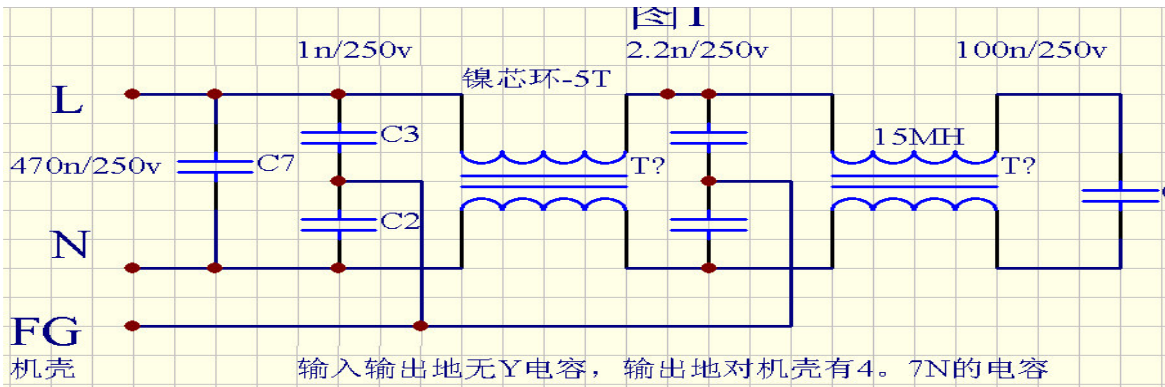 图1
1n/250v
2.2n/250v
100n/250v
镍芯环-5T
L
C3
15MH
470n/250v
C7
T?
T?
C2
N
FG
机壳
输入输出地无Y电容，输出地对机壳有4。7N的电容